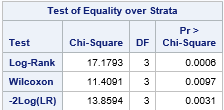 Test of Equality over Strata
Test Chi-Square DF Pr > Chi-Square
Log-Rank 17.1793 3 0.0006
Wilcoxon 11.4091 3 0.0097
-2Log(LR) 13.8594 3 0.0031